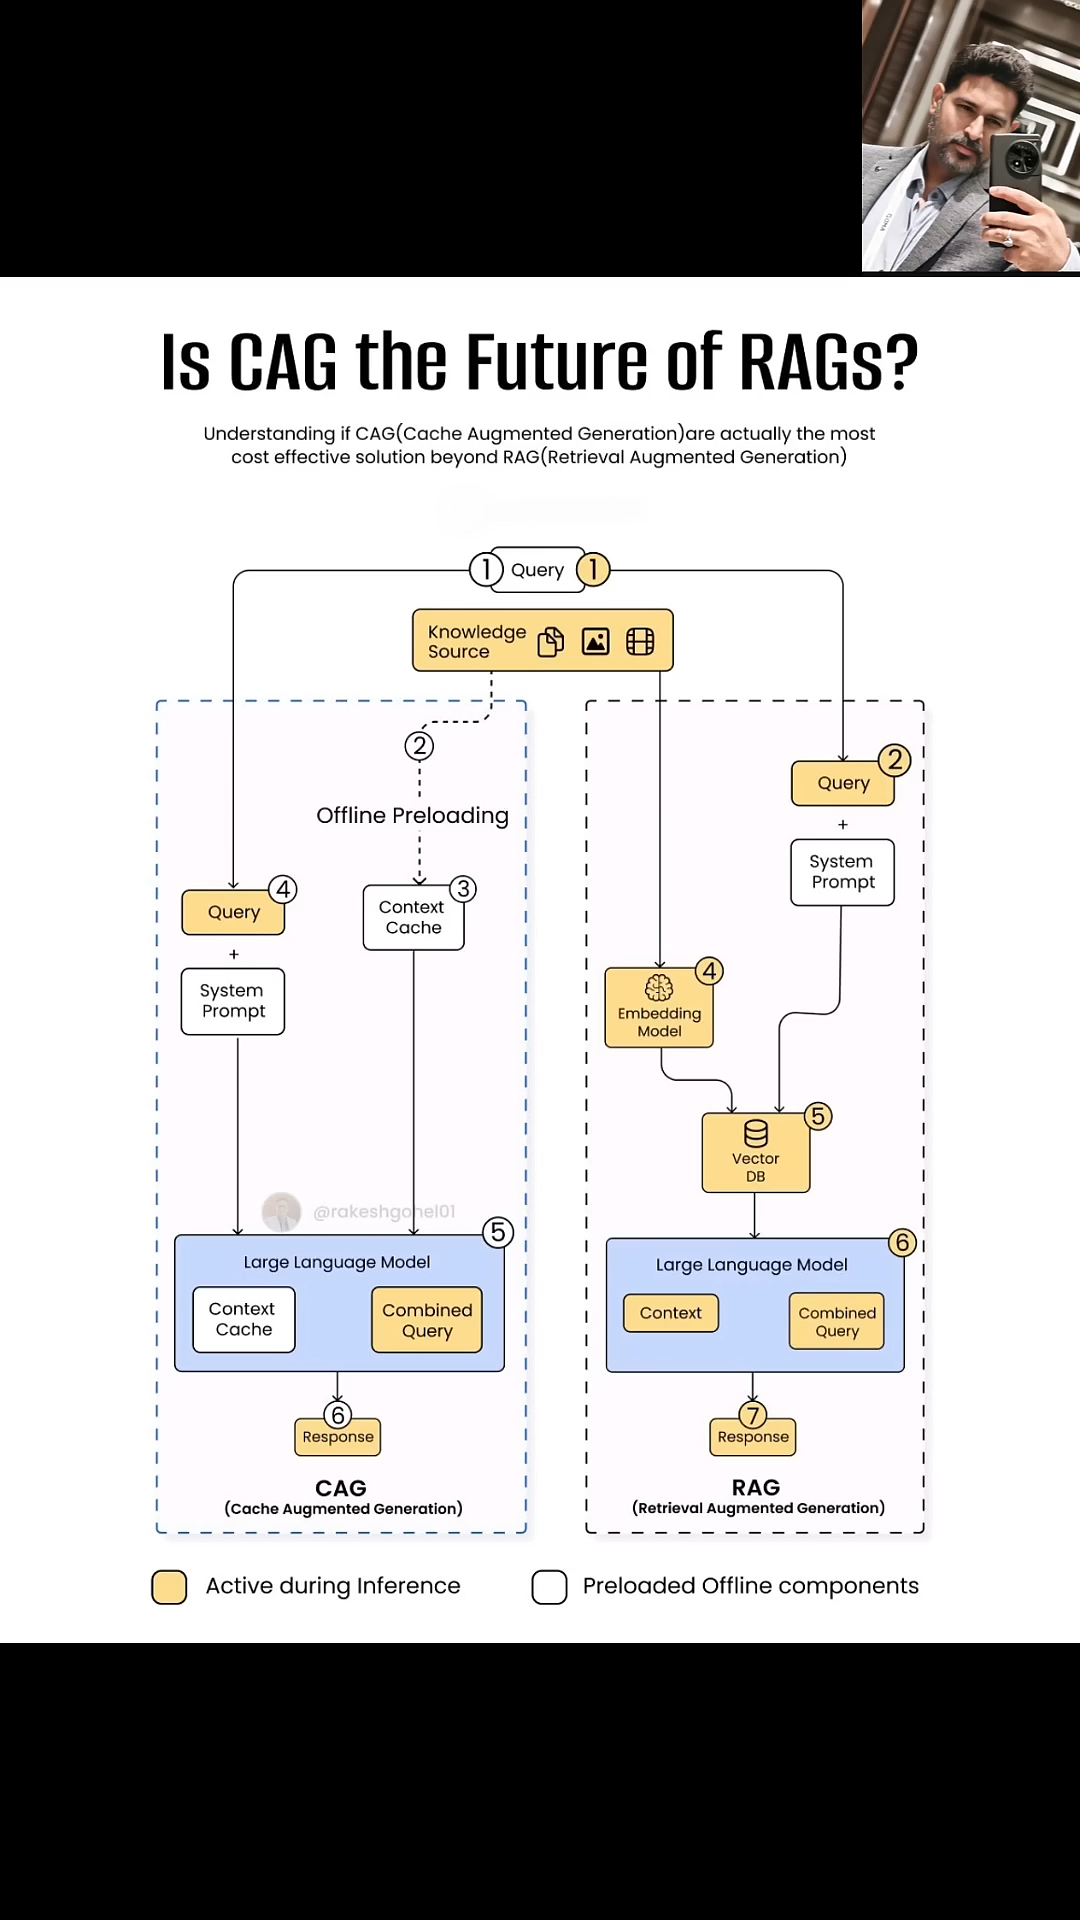 Is CAG the Future of RAGs?
Understanding if CAG(Cache Augmented Generation)are actually the most
cost effective solution beyond RAG(Retrieval Augmented Generation)
1 Query 1
Knowledge
Source
2
Offline Preloading
2
Query
+
System
Prompt
4
Query
+
System
Prompt
3
Context
Cache
4
Embedding
Model
5
Vector
DB
@rakeshgohel01
5
Large Language Model
Context
Cache
Combined
Query
6
Large Language Model
Context
Combined
Query
6
Response
7
Response
CAG
(Cache Augmented Generation)
RAG
(Retrieval Augmented Generation)
Active during Inference
Preloaded Offline components